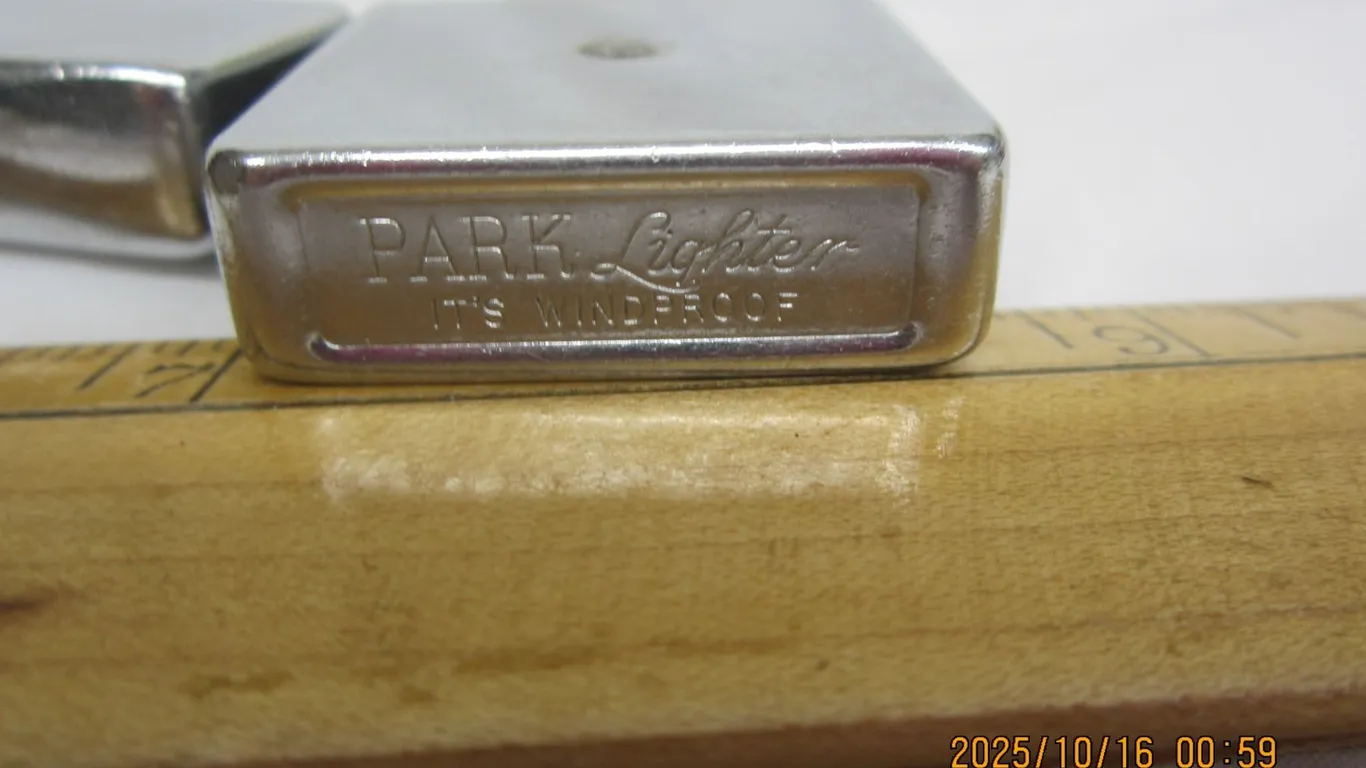 PARK Lighter
IT'S WINDPROOF
7
9
2025/10/16 00:59